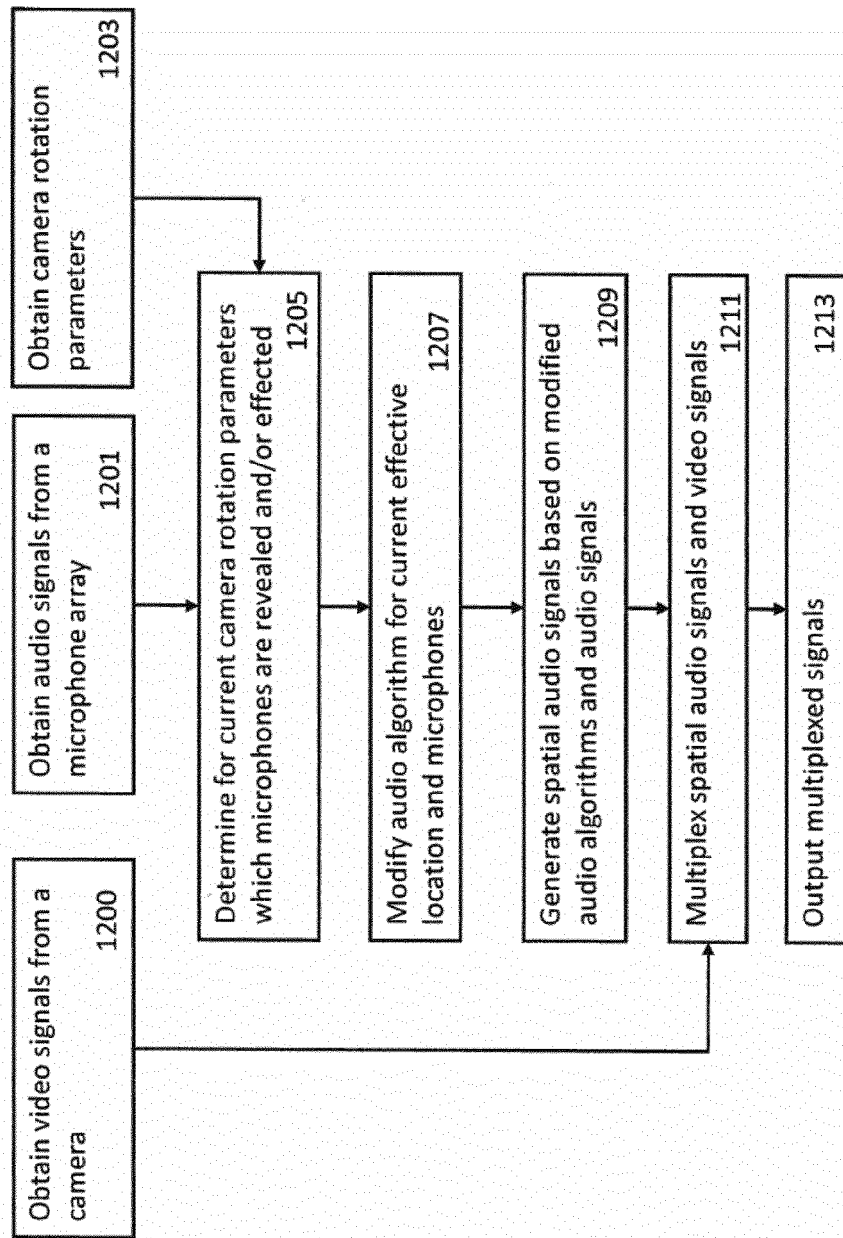 Obtain video signals from a
camera
1200
Obtain audio signals from a
microphone array
1201
Obtain camera rotation
parameters
1203
Determine for current camera rotation parameters
which microphones are revealed and/or effected
1205
Modify audio algorithm for current effective
location and microphones
1207
Generate spatial audio signals based on modified
audio algorithms and audio signals
1209
Multiplex spatial audio signals and video signals
1211
Output multiplexed signals
1213